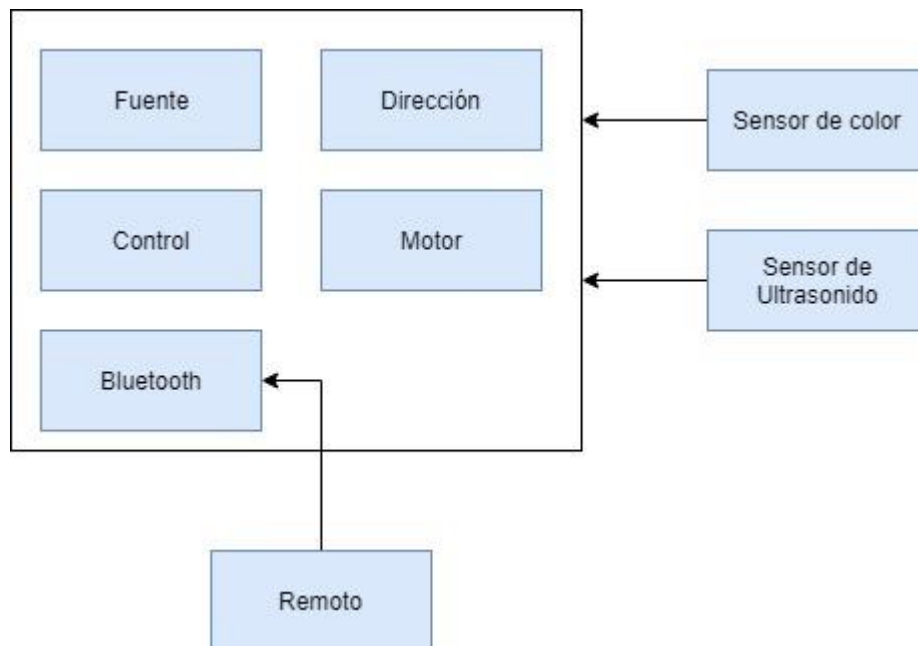 Fuente
Dirección
Sensor de color
Control
Motor
Sensor de
Ultrasonido
Bluetooth
Remoto